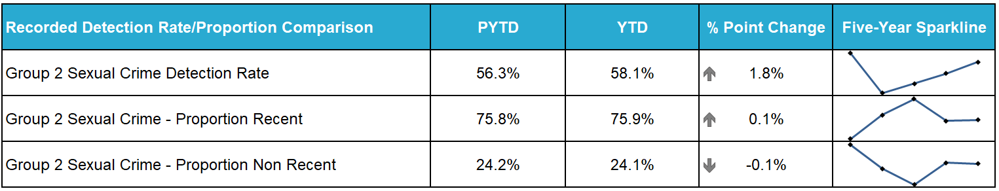 Recorded Detection Rate/Proportion Comparison PYTD YTD % Point Change Five-Year Sparkline
Group 2 Sexual Crime Detection Rate 56.3% 58.1% 1.8%
Group 2 Sexual Crime - Proportion Recent 75.8% 75.9% 0.1%
Group 2 Sexual Crime - Proportion Non Recent 24.2% 24.1% -0.1%